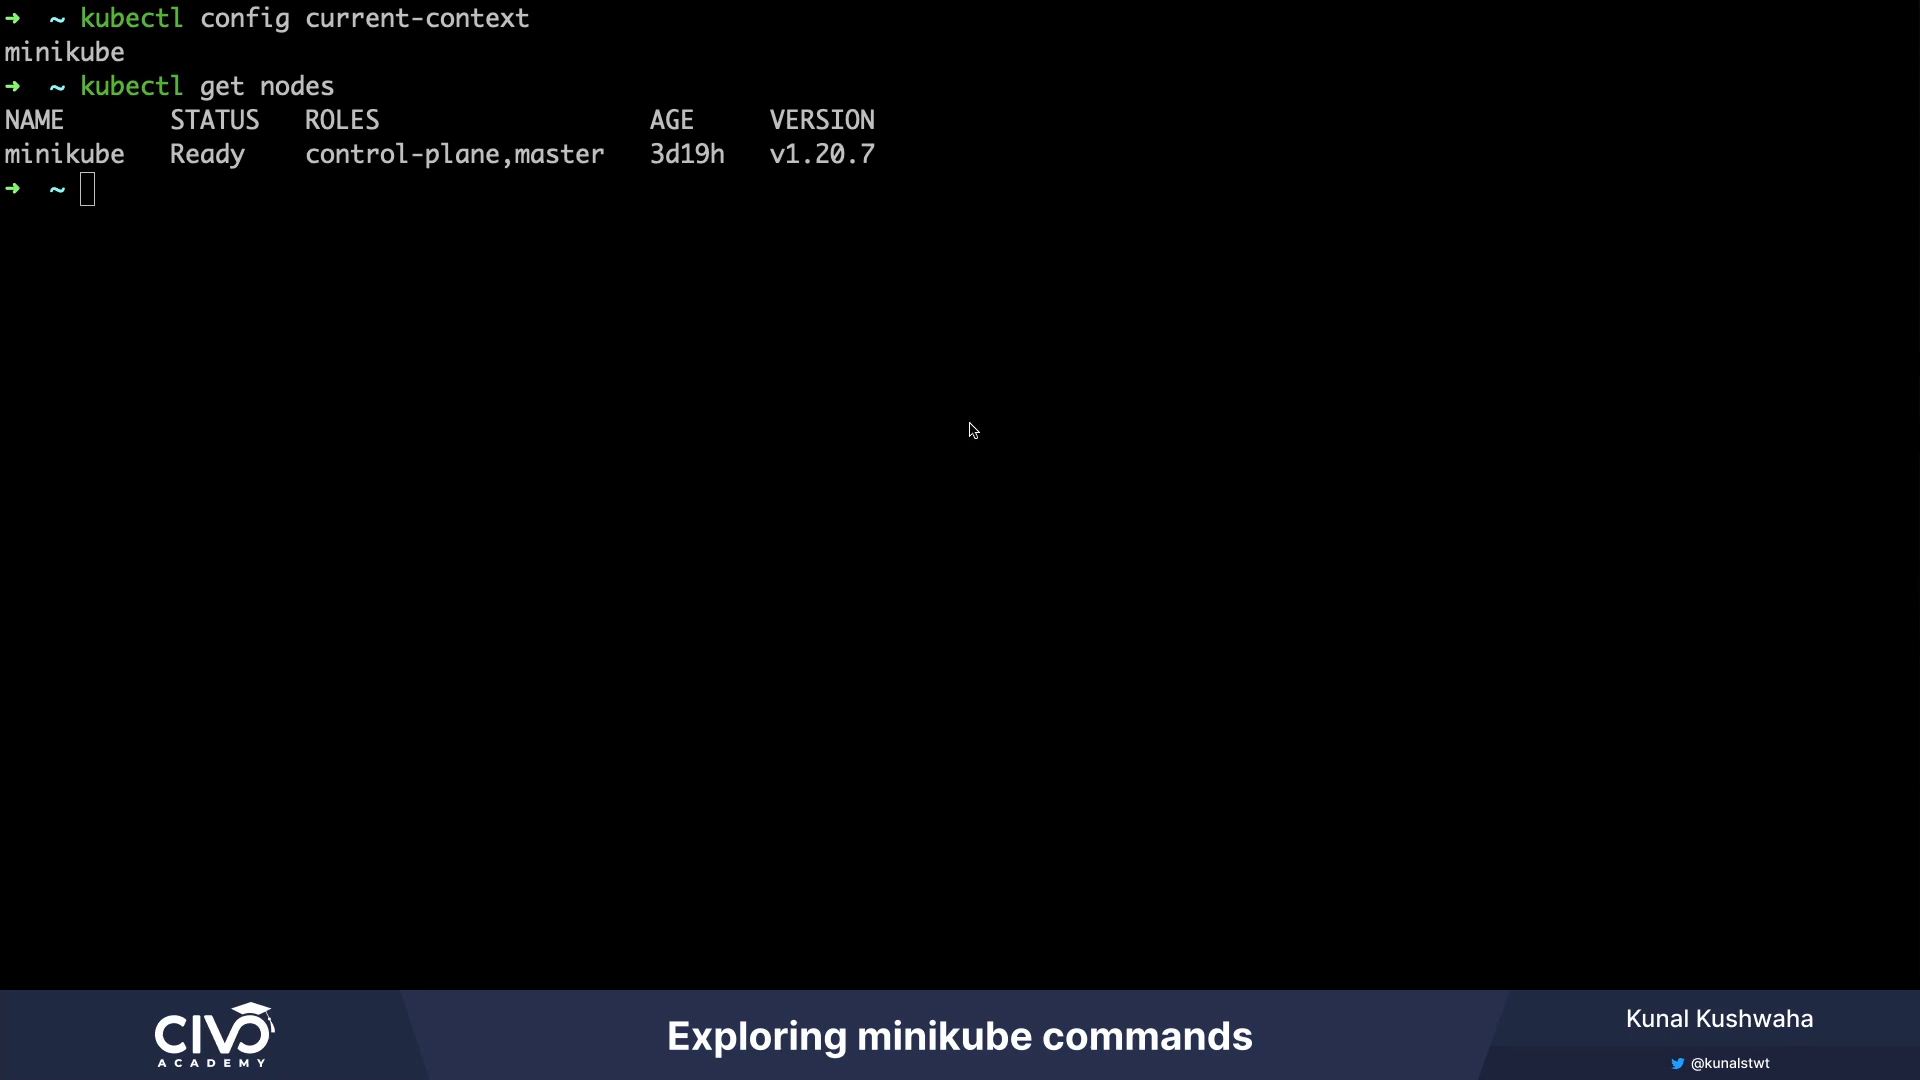 ➜  ~ kubectl config current-context
minikube
➜  ~ kubectl get nodes
NAME       STATUS   ROLES                  AGE     VERSION
minikube   Ready    control-plane,master   3d19h   v1.20.7
➜  ~
CIVO
ACADEMY
Exploring minikube commands
Kunal Kushwaha
@kunalstwt